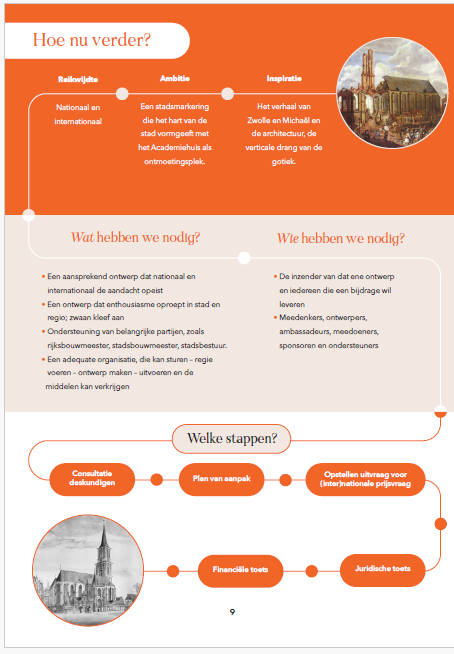 Hoe nu verder?
Reikwijdte
Nationaal en
internationaal
Ambitie
Een stadsmarkering
die het hart van de
stad vormgeeft met
het Academiehuis als
ontmoetingsplek.
Inspiratie
Het verhaal van
Zwolle en Michaël en
de architectuur, de
verticale drang van de
gotiek.
Wat hebben we nodig?
• Een aansprekend ontwerp dat nationaal en
internationaal de aandacht opeist
• Een ontwerp dat enthousiasme oproept in stad en
regio; zwaan kleef aan
• Ondersteuning van belangrijke partijen, zoals
rijksbouwmeester, stadsbouwmeester, stadsbestuur.
• Een adequate organisatie, die kan sturen – regie
voeren – ontwerp maken – uitvoeren en de
middelen kan verkrijgen
Wie hebben we nodig?
• De inzender van dat ene ontwerp
en iedereen die een bijdrage wil
leveren
• Meedenkers, ontwerpers,
ambassadeurs, meedoeners,
sponsoren en ondersteuners
Welke stappen?
Consultatie
deskundigen
Plan van aanpak
Opstellen uitvraag voor
(inter)nationale prijsvraag
Juridische toets
Financiële toets
9